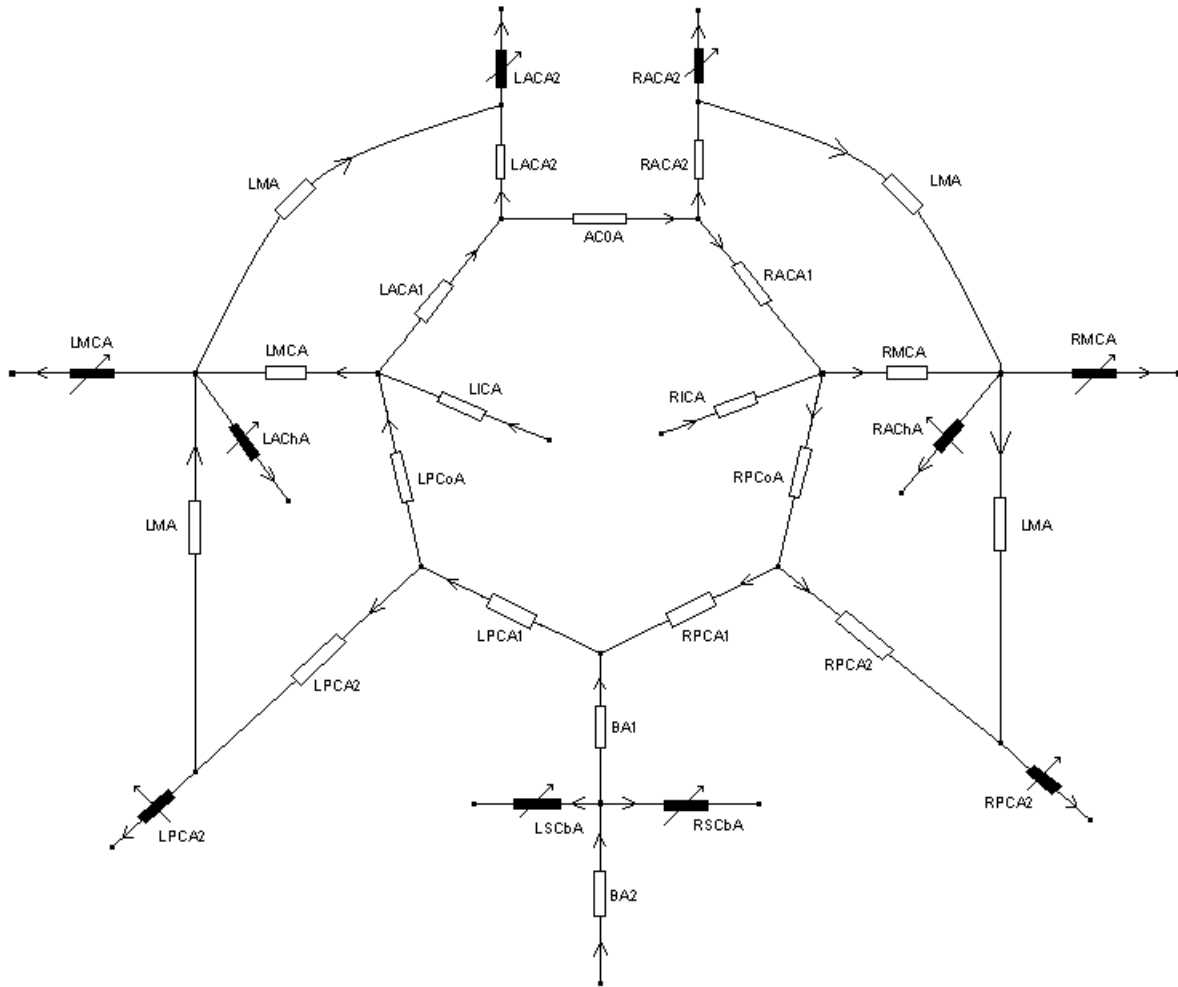 LACA2
RACA2
LACA2
RACA2
LMA
LMA
AC0A
LACA1
RACA1
LMCA
LMCA
RMCA
RMCA
LICA
RICA
LAChA
RAChA
LPCoA
RPCoA
LMA
LMA
LPCA1
RPCA1
LPCA2
RPCA2
BA1
LPCA2
LSCbA
RSCbA
RPCA2
BA2